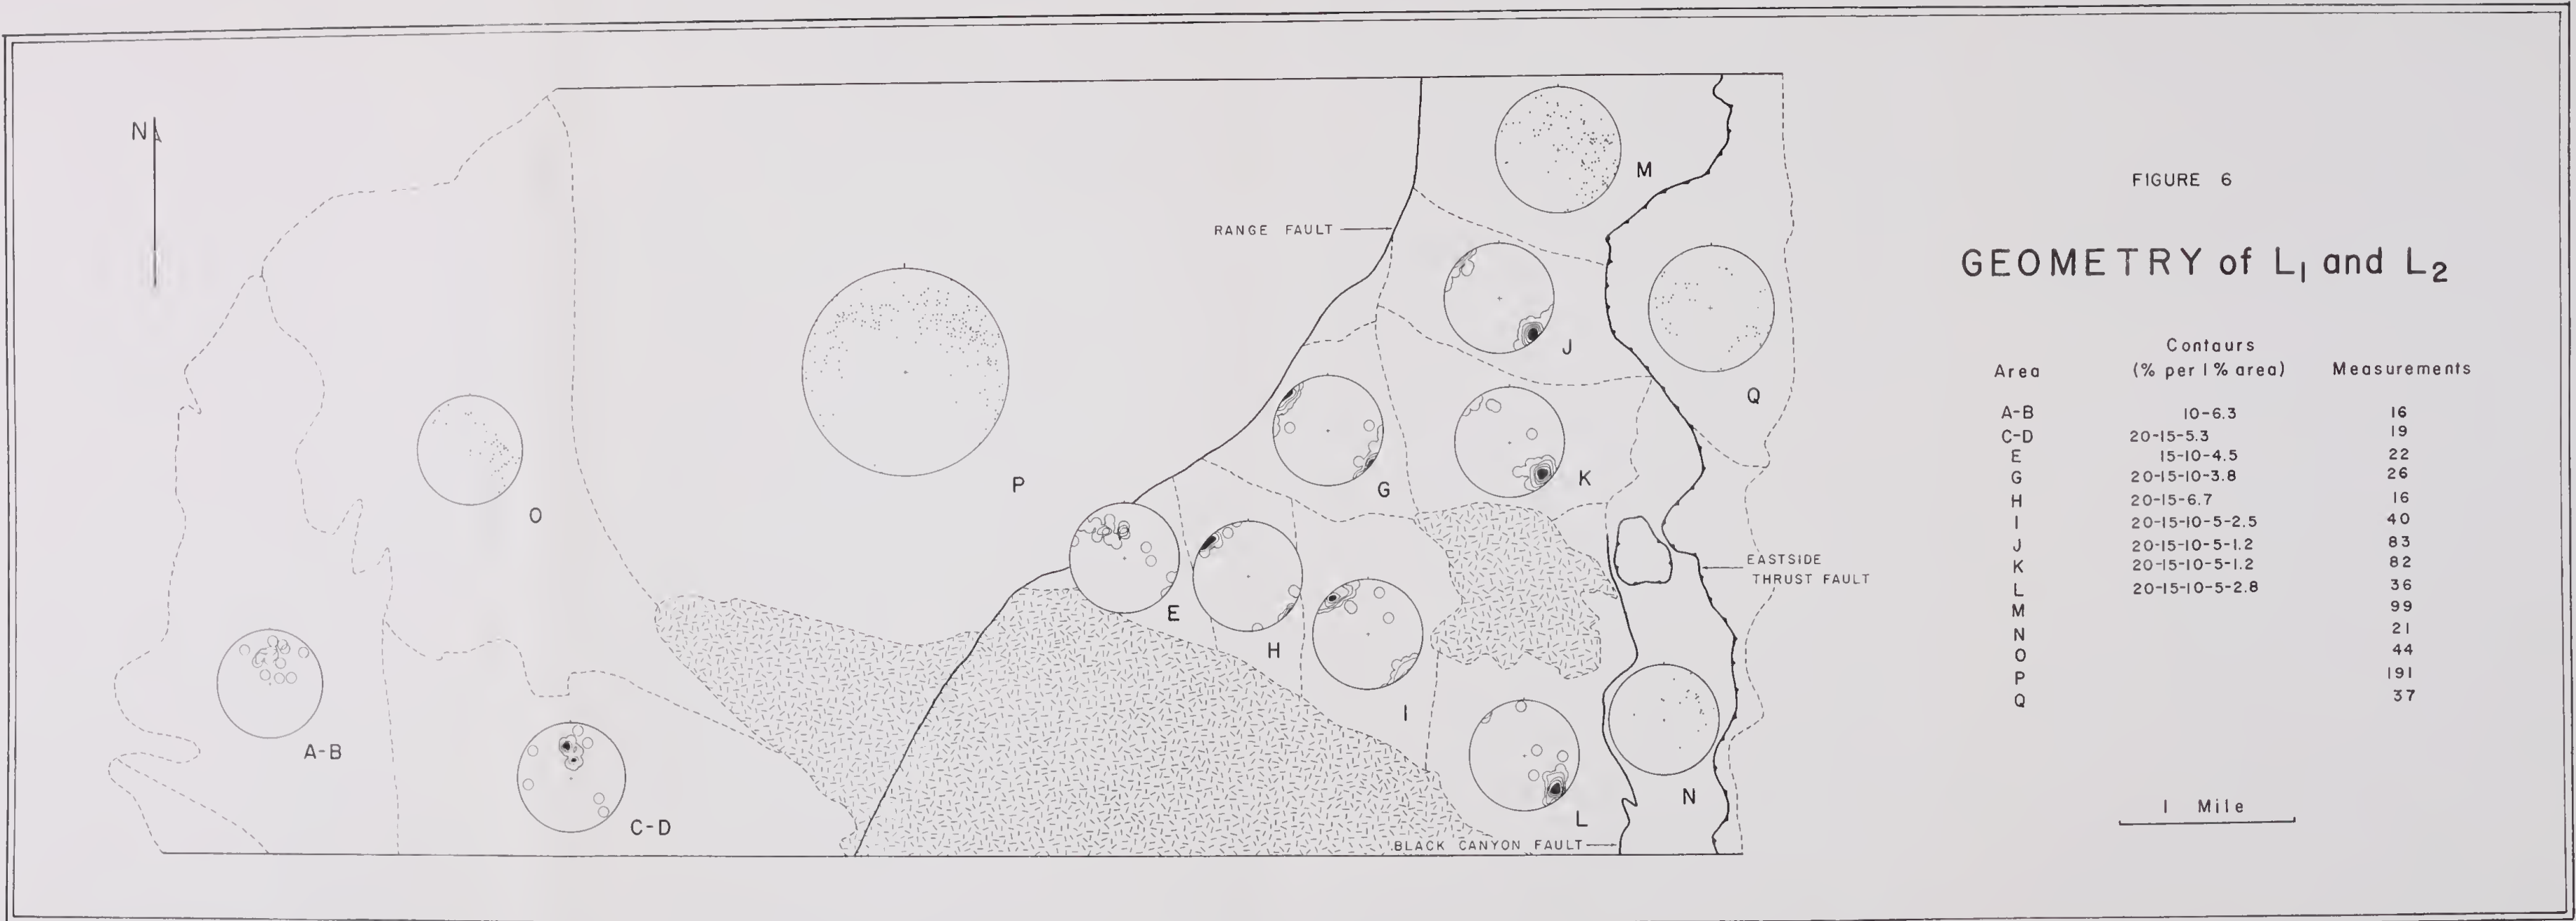 N
RANGE FAULT
M
J
Q
G
K
P
O
E
H
I
A-B
C-D
L
N
EASTSIDE
THRUST FAULT
BLACK CANYON FAULT
FIGURE 6
GEOMETRY of L1 and L2
Contaurs
Area (% per 1% area) Measurements
A-B 10-6.3 16
C-D 20-15-5.3 19
E 15-10-4.5 22
G 20-15-10-3.8 26
H 20-15-6.7 16
I 20-15-10-5-2.5 40
J 20-15-10-5-1.2 83
K 20-15-10-5-1.2 82
L 20-15-10-5-2.8 36
M 99
N 21
O 44
P 191
Q 37
1 Mile